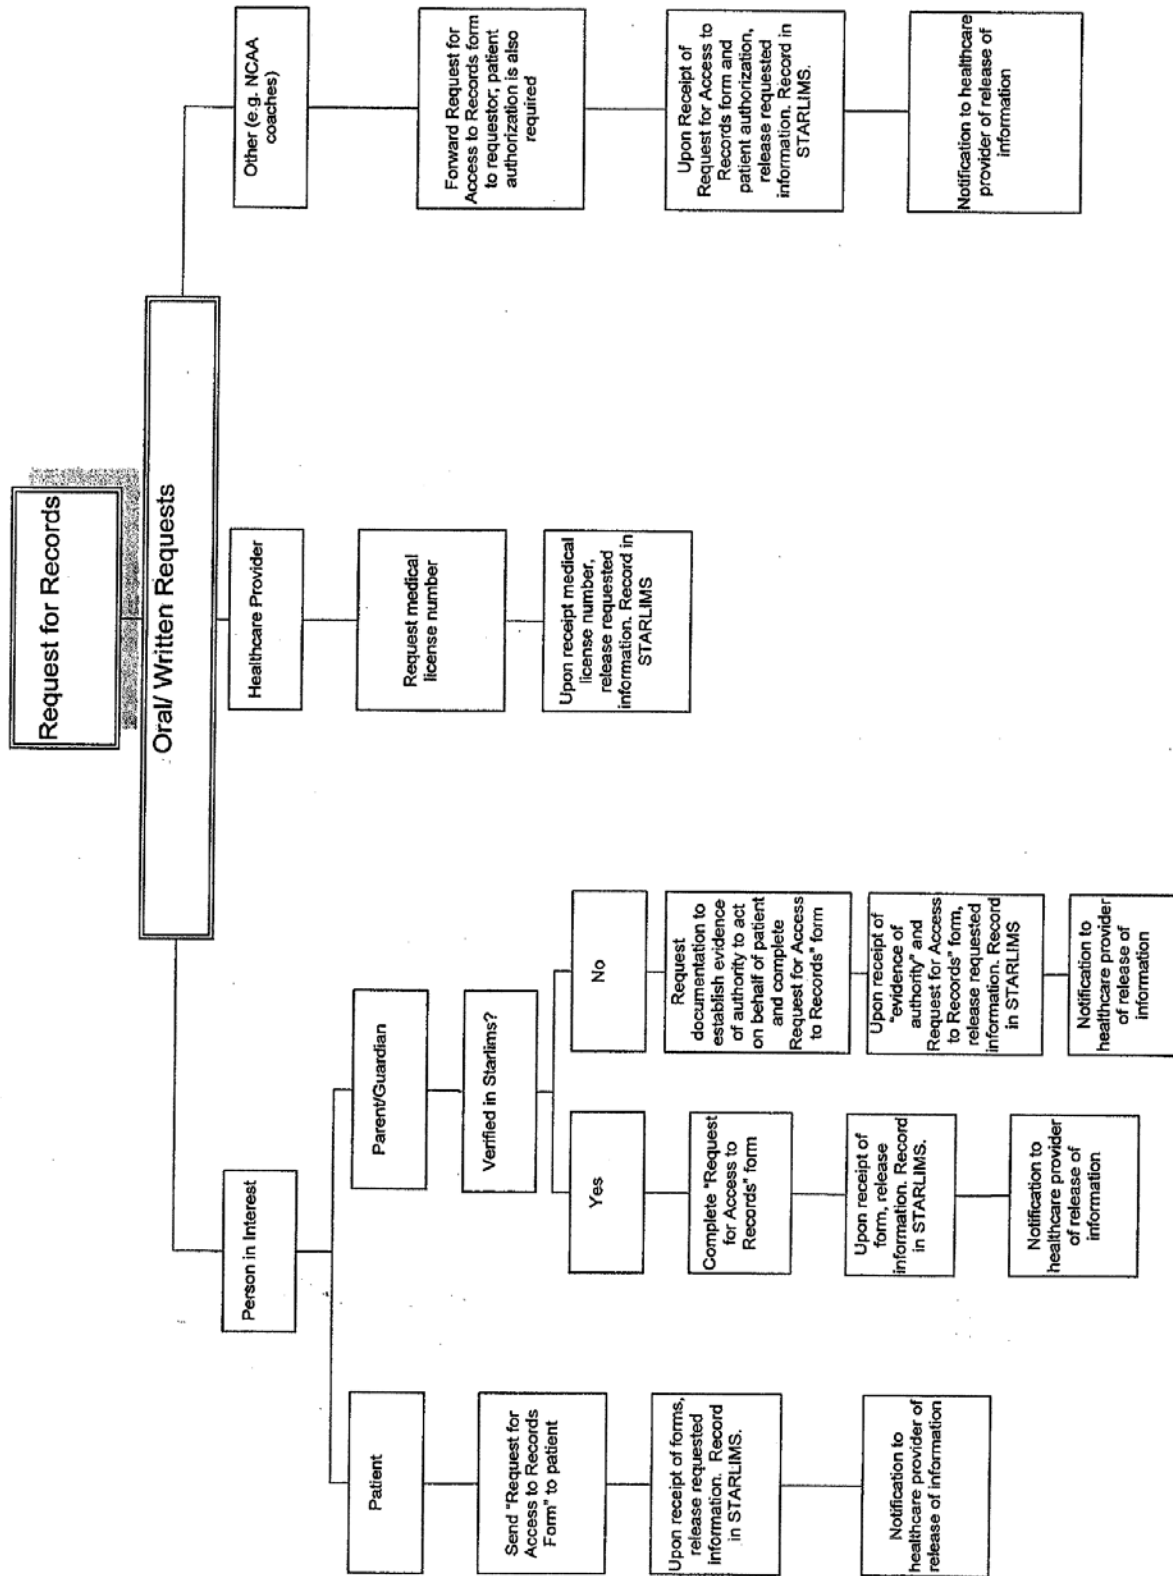 Request for Records
Oral/ Written Requests
Person in Interest
Patient
Send "Request for
Access to Records
Form" to patient
Upon receipt of forms,
release requested
information. Record
in STARLIMS.
Notification to
healthcare provider of
release of information
Parent/Guardian
Verified in Starlims?
Yes
Complete "Request
for Access to
Records" form
Upon receipt of
form, release
information. Record
in STARLIMS.
Notification to
healthcare provider
of release of
information
No
Request
documentation to
establish evidence
of authority to act
on behalf of patient
and complete
Request for Access
to Records" form
Upon receipt of
"evidence of
authority" and
Request for Access
to Records" form,
release requested
information. Record
in STARLIMS
Notification to
healthcare provider
of release of
information
Healthcare Provider
Request medical
license number
Upon receipt medical
license number,
release requested
information. Record in
STARLIMS
Other (e.g. NCAA
coaches)
Forward Request for
Access to Records form
to requestor; patient
authorization is also
required
Upon Receipt of
Request for Access to
Records form and
patient authorization,
release requested
information. Record in
STARLIMS.
Notification to healthcare
provider of release of
information